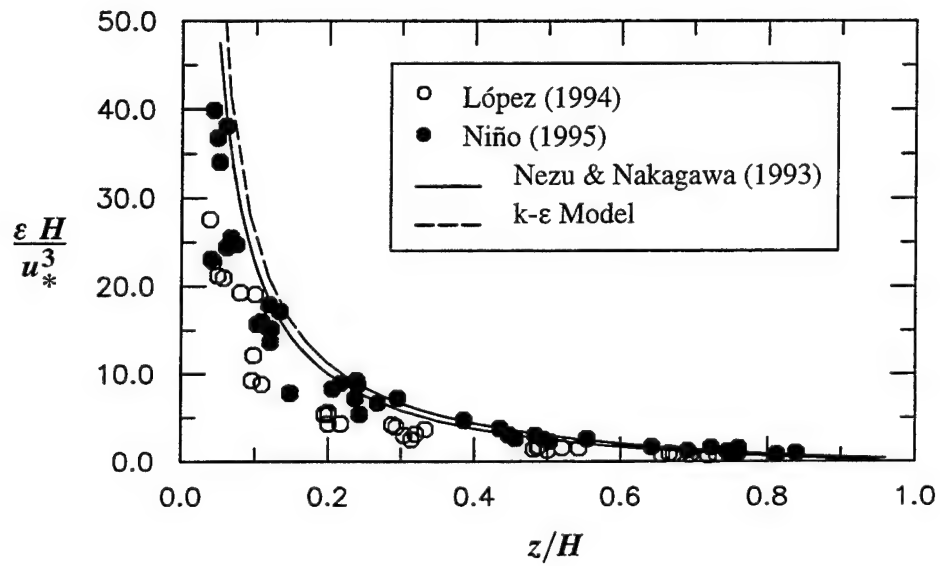 50.0
40.0
30.0
20.0
10.0
0.0
ε H
u*^3
López (1994)
Niño (1995)
Nezu & Nakagawa (1993)
k-ε Model
0.0 0.2 0.4 0.6 0.8 1.0
z/H